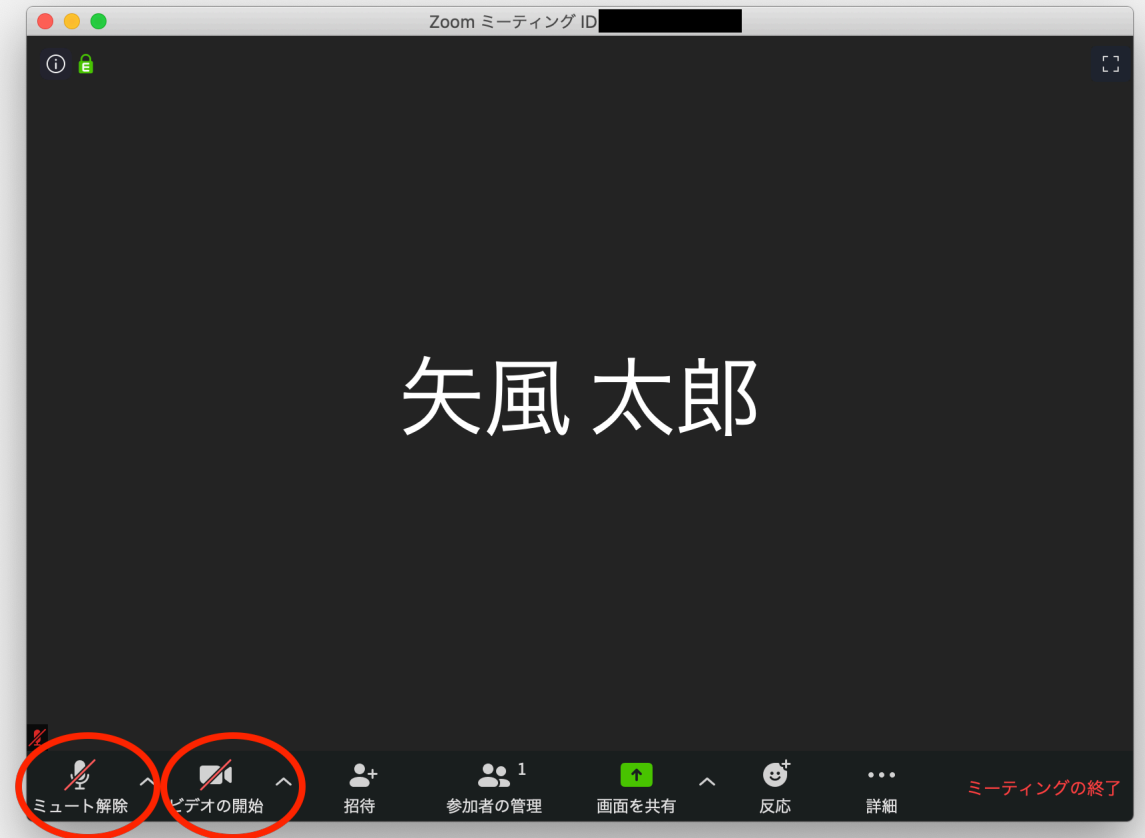 Zoom ミーティング ID
矢風 太郎
1
ミュート解除 ビデオの開始 招待 参加者の管理 画面を共有 反応 詳細 ミーティングの終了